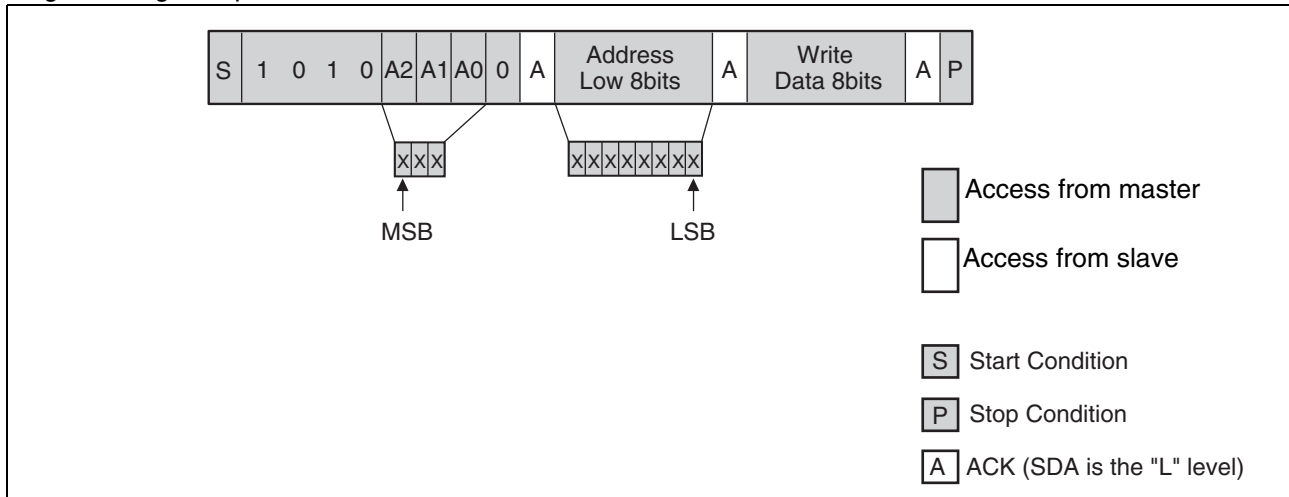 S 1 0 1 0 A2 A1 A0 0 A Address Low 8bits A Write Data 8bits A P
XXX
XXXXXXXX
MSB
LSB
Access from master
Access from slave
S Start Condition
P Stop Condition
A ACK (SDA is the "L" level)